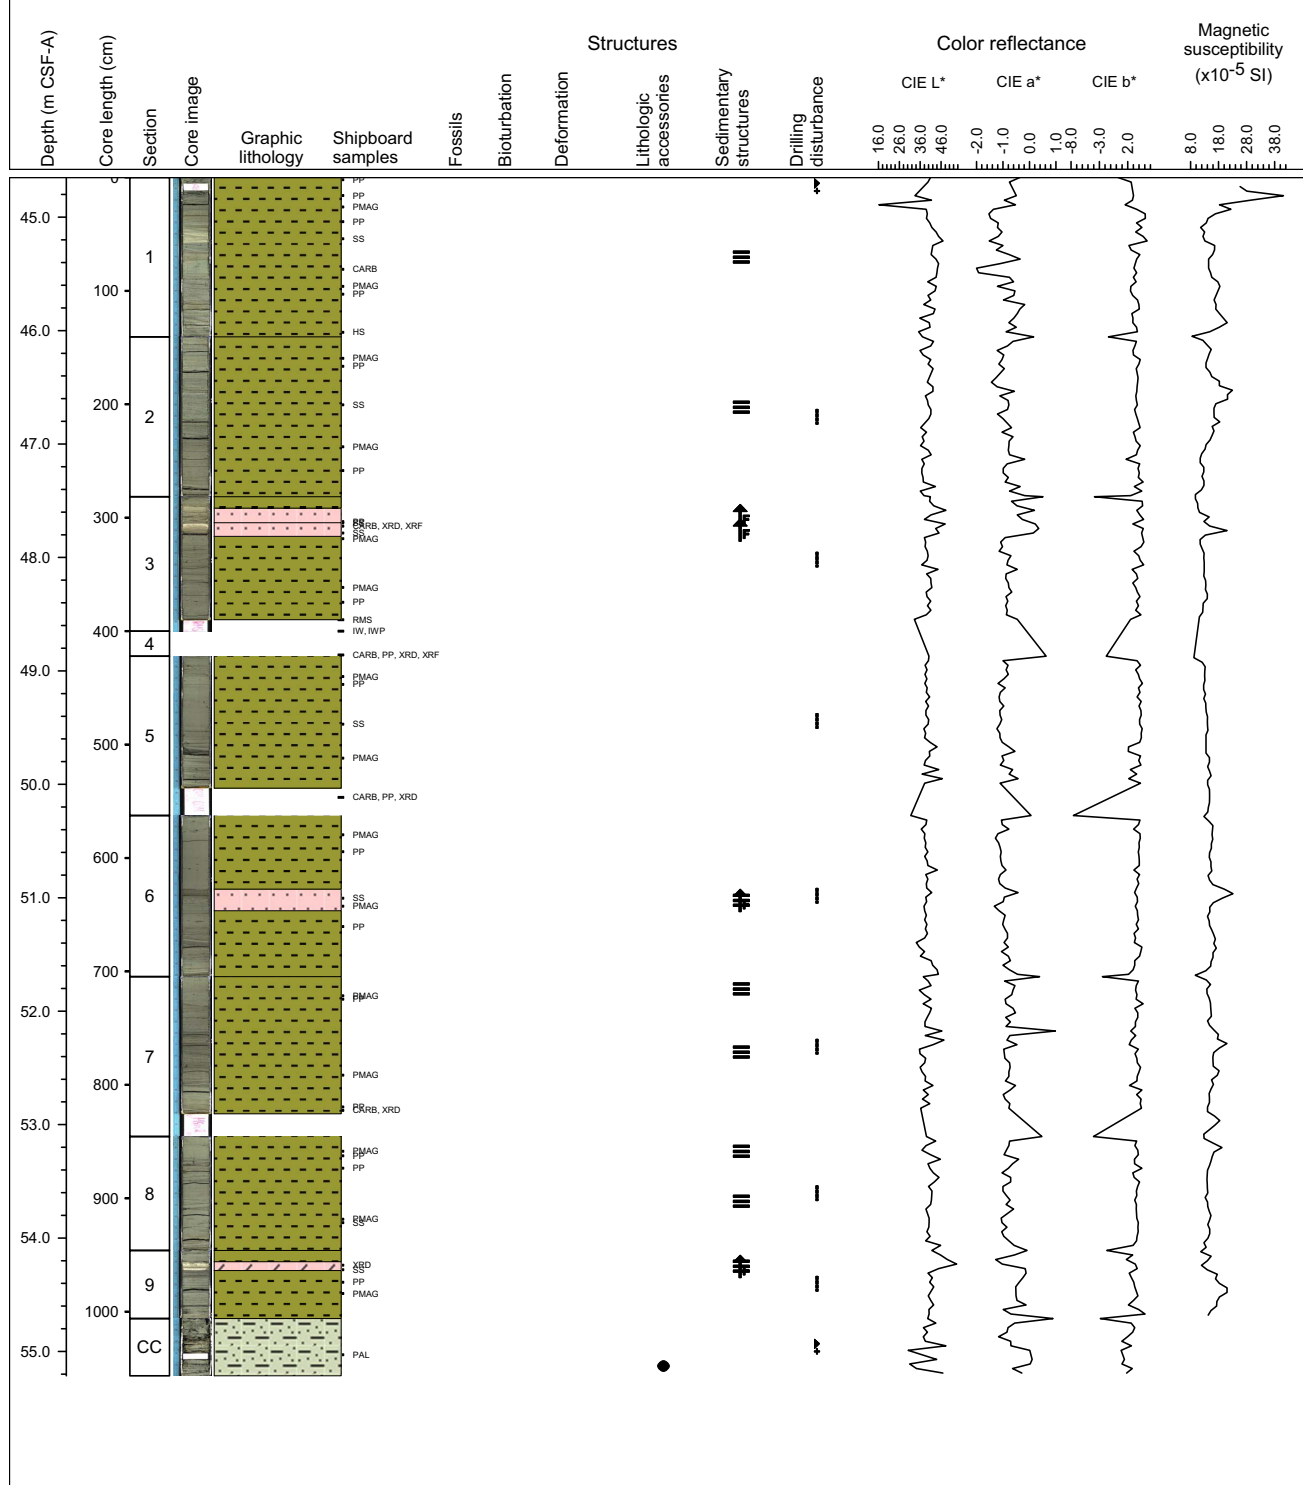 Structures
Color reflectance
Magnetic
susceptibility
(x10-5 SI)
Depth (m CSF-A)
Core length (cm)
Section
Core image
Graphic
lithology
Shipboard
samples
Fossils
Bioturbation
Deformation
Lithologic
accessories
Sedimentary
structures
Drilling
disturbance
CIE L*
CIE a*
CIE b*
16.0 26.0 36.0 46.0
-2.0 -1.0 0.0 1.0
-8.0 -3.0 2.0
8.0 18.0 28.0 38.0
0
PP
PP
PMAG
45.0
PP
SS
1
CARB
PMAG
100
PP
46.0
HS
PMAG
PP
200
SS
2
47.0
PMAG
PP
300
CARB, XRD, XRF
SS
PMAG
48.0
3
PMAG
PP
RMS
400
IW, IWP
4
CARB, PP, XRD, XRF
49.0
PMAG
PP
SS
5
500
PMAG
50.0
CARB, PP, XRD
PMAG
PP
600
51.0
6
SS
PMAG
PP
700
PMAG
PP
52.0
7
PMAG
800
PP
CARB, XRD
53.0
PMAG
PP
PP
8
900
PMAG
SS
54.0
XRD
SS
9
PP
PMAG
1000
CC
55.0
PAL